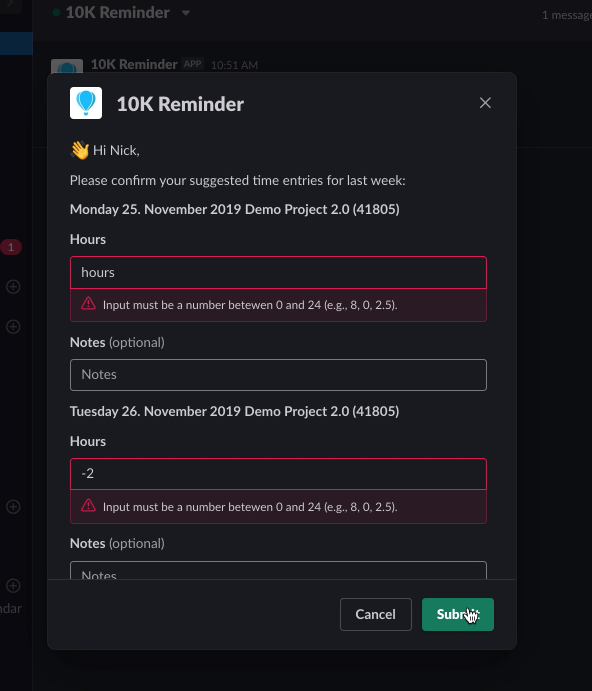 10K Reminder
1 message
10K Reminder APP 10:51 AM
10K Reminder
Hi Nick,
Please confirm your suggested time entries for last week:
Monday 25. November 2019 Demo Project 2.0 (41805)
Hours
hours
Input must be a number betewen 0 and 24 (e.g., 8, 0, 2.5).
1
Notes (optional)
Notes
Tuesday 26. November 2019 Demo Project 2.0 (41805)
Hours
-2
Input must be a number betewen 0 and 24 (e.g., 8, 0, 2.5).
Notes (optional)
Notes
ndar
Cancel
Submit